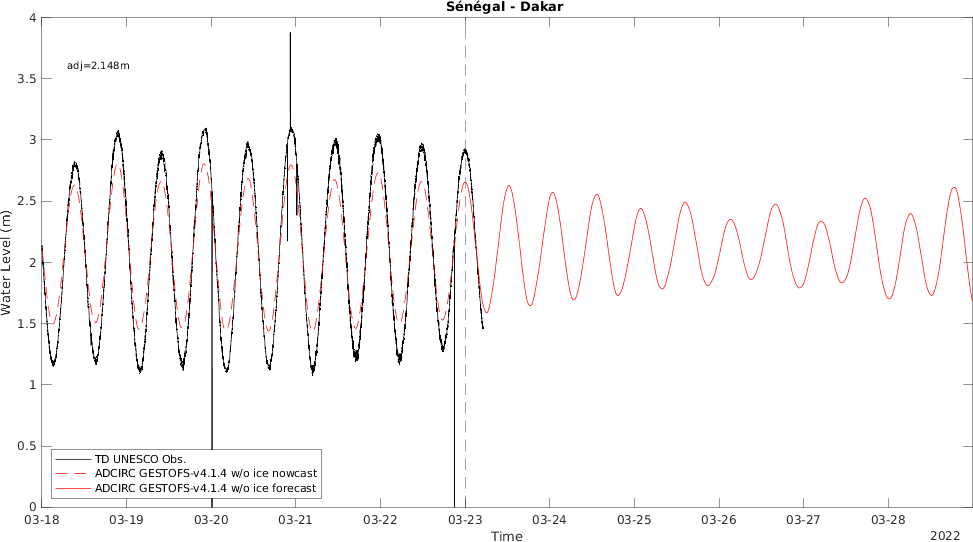 Sénégal - Dakar
adj=2.148m
Water Level (m)
4
3.5
3
2.5
2
1.5
1
0.5
0
TD UNESCO Obs.
ADCIRC GESTOFS-v4.1.4 w/o ice nowcast
ADCIRC GESTOFS-v4.1.4 w/o ice forecast
03-18 03-19 03-20 03-21 03-22 03-23 03-24 03-25 03-26 03-27 03-28
Time
2022